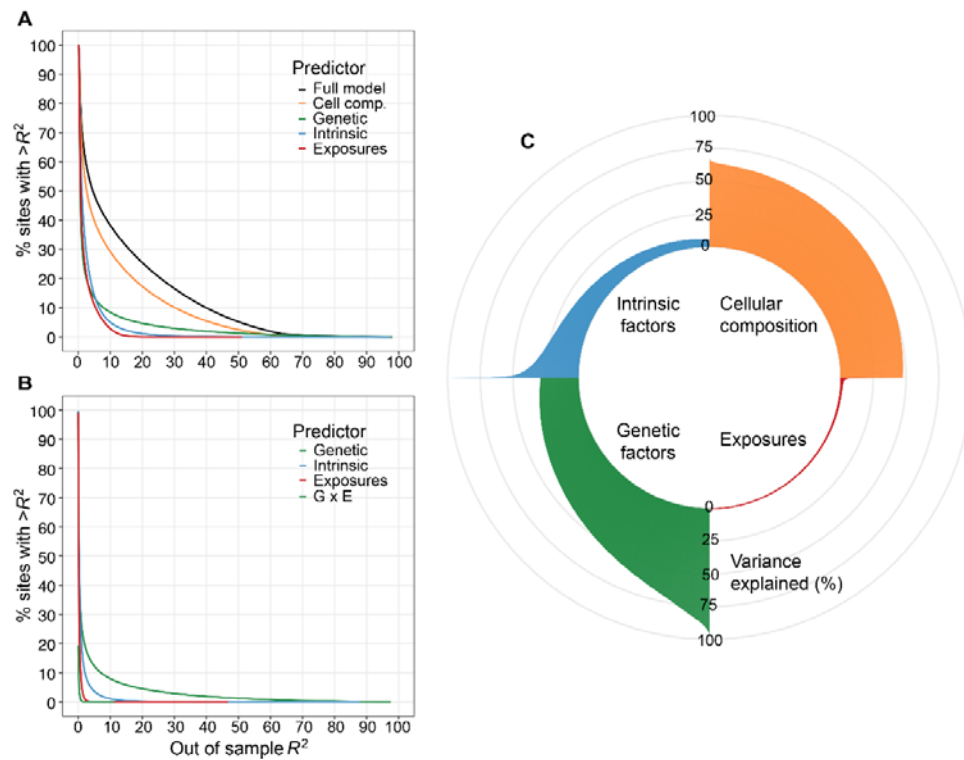 A
100
90
80
70
60
50
40
30
20
10
0
% sites with >R²
Predictor
Full model
Cell comp.
Genetic
Intrinsic
Exposures
0 10 20 30 40 50 60 70 80 90 100
B
100
90
80
70
60
50
40
30
20
10
0
% sites with >R²
Predictor
Genetic
Intrinsic
Exposures
G x E
0 10 20 30 40 50 60 70 80 90 100
Out of sample R²
C
100
75
50
25
0
Intrinsic
factors
Cellular
composition
Genetic
factors
Exposures
0
25
50
75
100
Variance
explained (%)